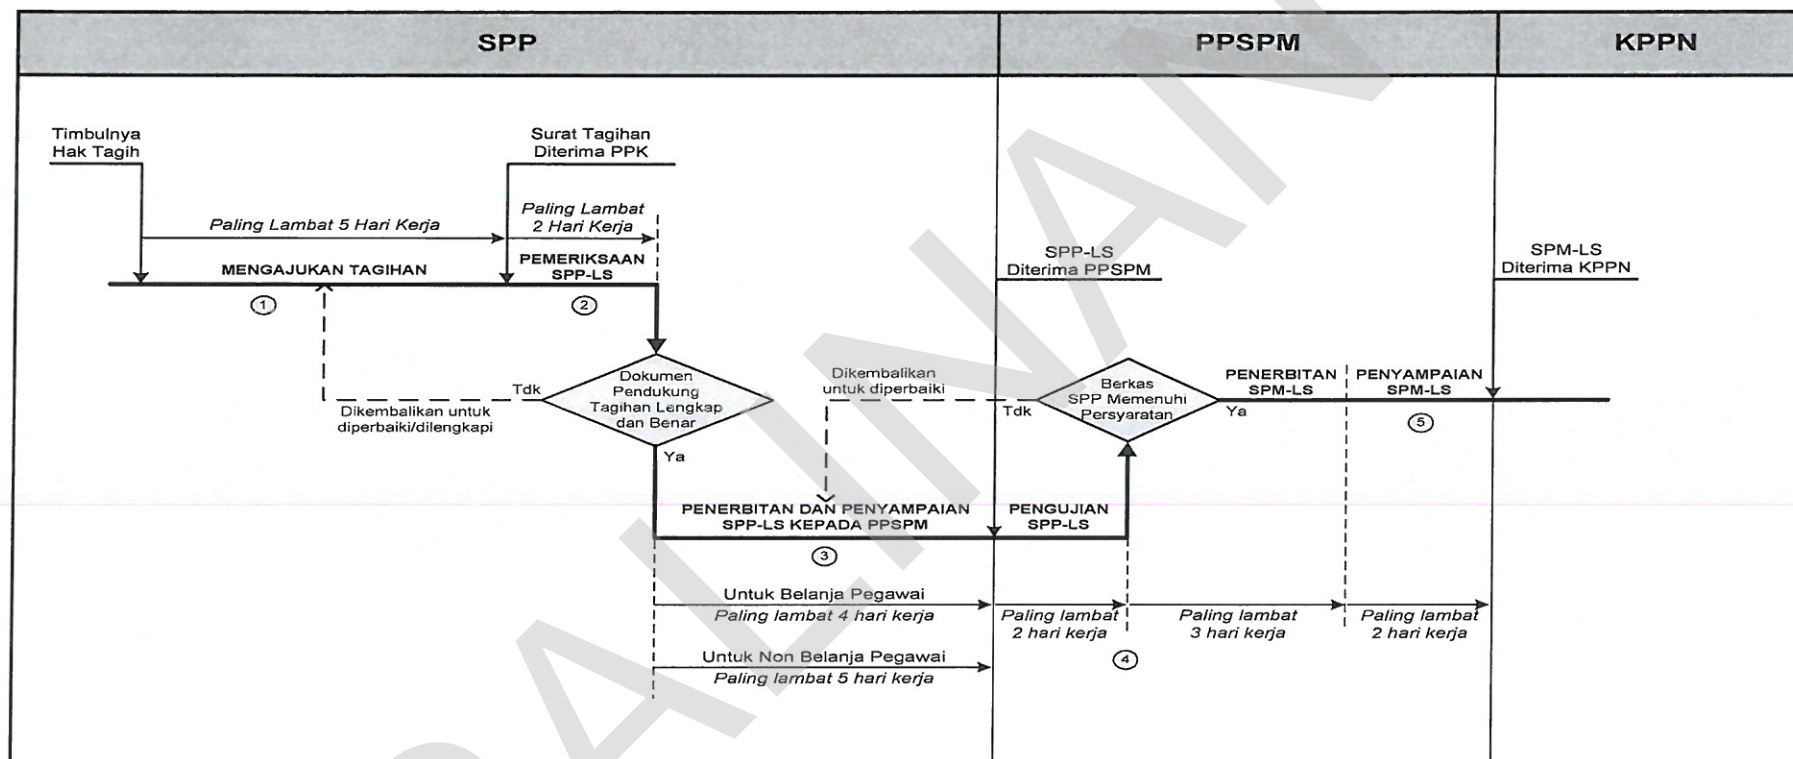 SPP
PPSPM
KPPN
Timbulnya
Hak Tagih
Surat Tagihan
Diterima PPK
Paling Lambat 5 Hari Kerja
Paling Lambat
2 Hari Kerja
MENGAJUKAN TAGIHAN
PEMERIKSAAN
SPP-LS
1
2
SPP-LS
Diterima PPSPM
SPM-LS
Diterima KPPN
Tdk
Dokumen
Pendukung
Tagihan Lengkap
dan Benar
Dikembalikan untuk
diperbaiki/dilengkapi
Ya
Dikembalikan
untuk diperbaiki
Tdk
Berkas
SPP Memenuhi
Persyaratan
Ya
PENERBITAN
SPM-LS
PENYAMPAIAN
SPM-LS
5
PENERBITAN DAN PENYAMPAIAN
SPP-LS KEPADA PPSPM
3
PENGUJIAN
SPP-LS
Untuk Belanja Pegawai
Paling lambat 4 hari kerja
Paling lambat
2 hari kerja
Paling lambat
3 hari kerja
Paling lambat
2 hari kerja
4
Untuk Non Belanja Pegawai
Paling lambat 5 hari kerja
SALINAN